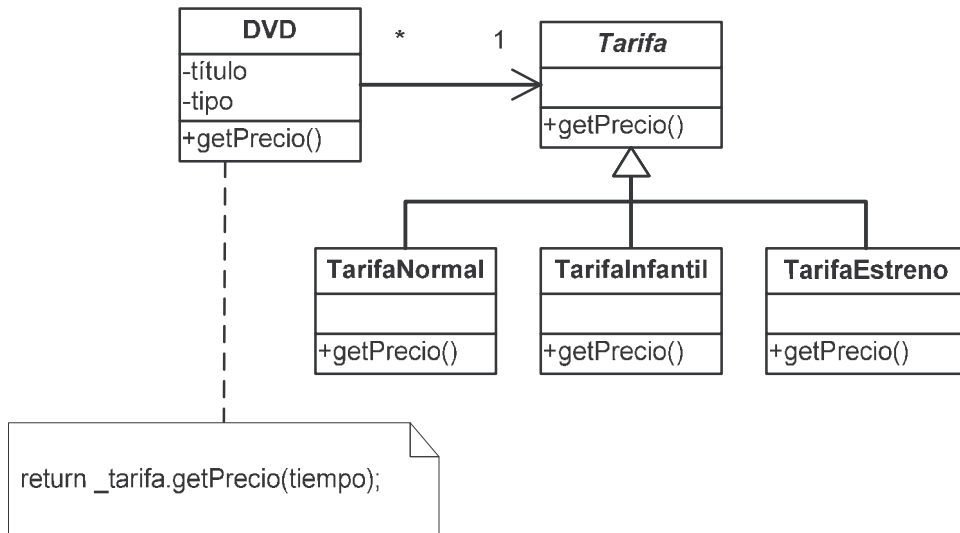 DVD
* 1
Tarifa
-título
-tipo
+getPrecio()
+getPrecio()
TarifaNormal
TarifaInfantil
TarifaEstreno
+getPrecio()
+getPrecio()
+getPrecio()
return _tarifa.getPrecio(tiempo);